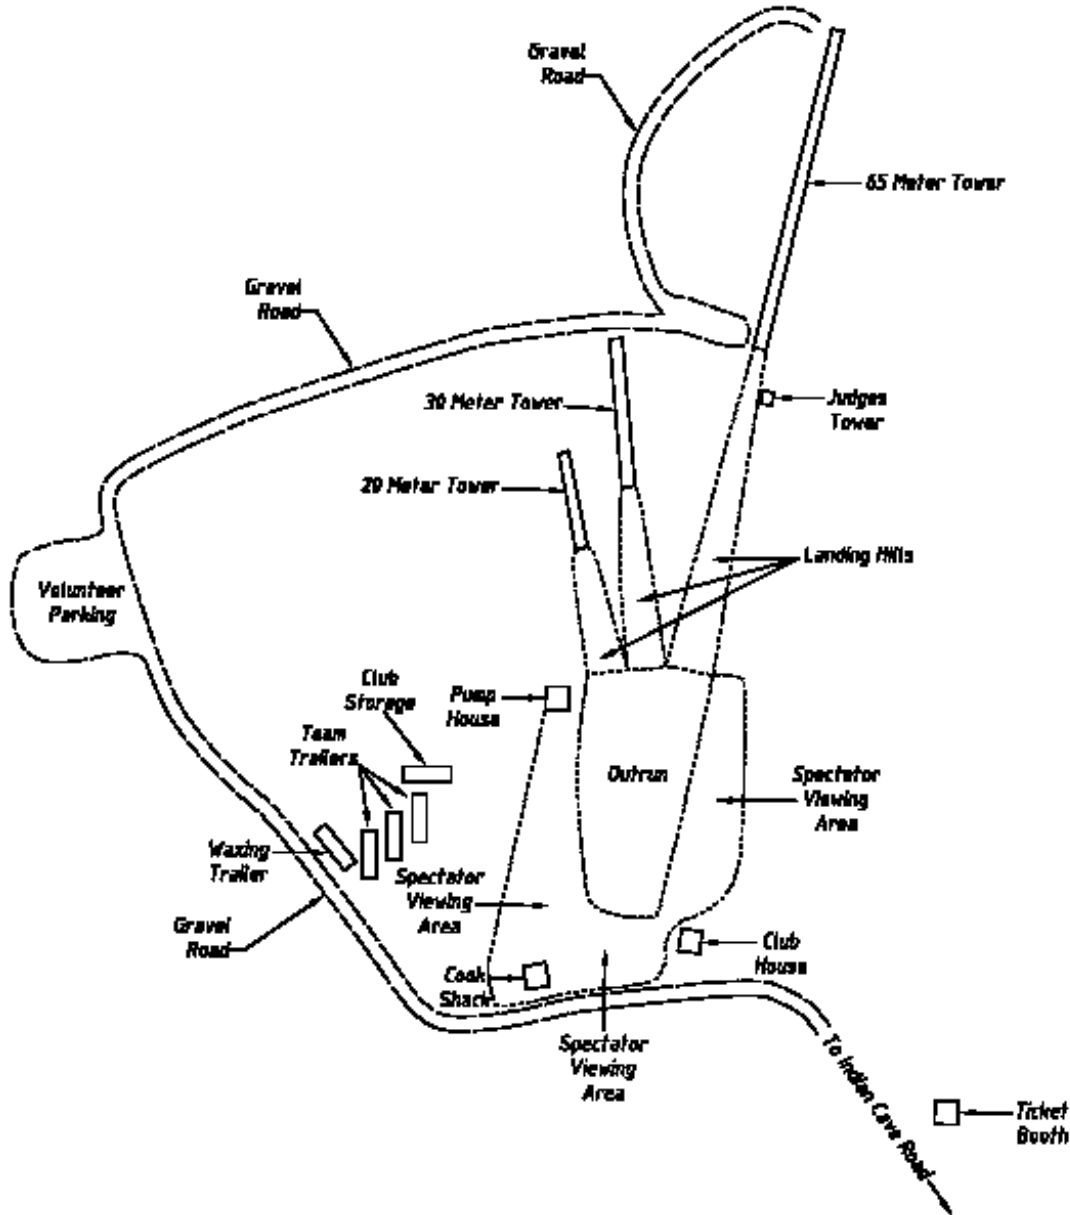 Gravel
Road
65 Meter Tower
Gravel
Road
30 Meter Tower
Judges
Tower
20 Meter Tower
Landing Hills
Volunteer
Parking
Club
Storage
Pump
House
Team
Trailers
Outrun
Spectator
Viewing
Area
Waxing
Trailer
Spectator
Viewing
Area
Gravel
Road
Club
House
Cook
Shack
Spectator
Viewing
Area
To Indian Cave Road
Ticket
Booth